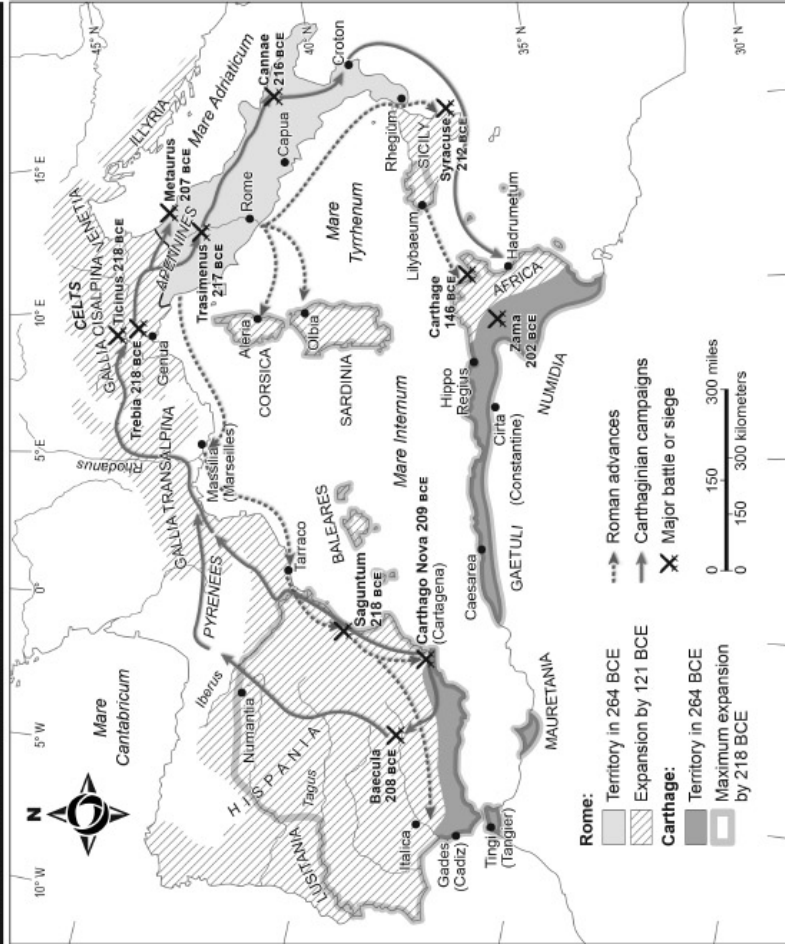 N
10° W
5° W
0°
5° E
10° E
15° E
45° N
40° N
35° N
30° N
Mare
Cantabricum
LUSITANIA
HISPANIA
Tagus
Iberus
Numantia
PYRENEES
GALLIA TRANSALPINA
Rhodanus
Massilia
(Marseilles)
Tarraco
Saguntum
218 BCE
Carthago Nova 209 BCE
(Cartagena)
Baecula
208 BCE
Italica
Gades
(Cadiz)
Tingi
(Tangier)
MAURETANIA
BALEARES
Mare Internum
CELTS
GALLIA CISALPINA
VENETIA
Ticinus 218 BCE
Trebia 218 BCE
Genua
ILLYRIA
Mare Adriaticum
APENNINES
Metaurus
207 BCE
Trasimenus
217 BCE
Rome
Capua
Cannae
216 BCE
Croton
Rhegium
SICILY
Syracuse
212 BCE
Lilybaeum
Mare
Tyrrhenum
Aleria
CORSICA
Olbia
SARDINIA
Carthage
146 BCE
Hadrumetum
AFRICA
Zama
202 BCE
Hippo
Regius
NUMIDIA
Cirta
(Constantine)
GAETULI
Caesarea
Rome:
Territory in 264 BCE
Expansion by 121 BCE
Carthage:
Territory in 264 BCE
Maximum expansion
by 218 BCE
Roman advances
Carthaginian campaigns
Major battle or siege
0 150 300 miles
0 150 300 kilometers